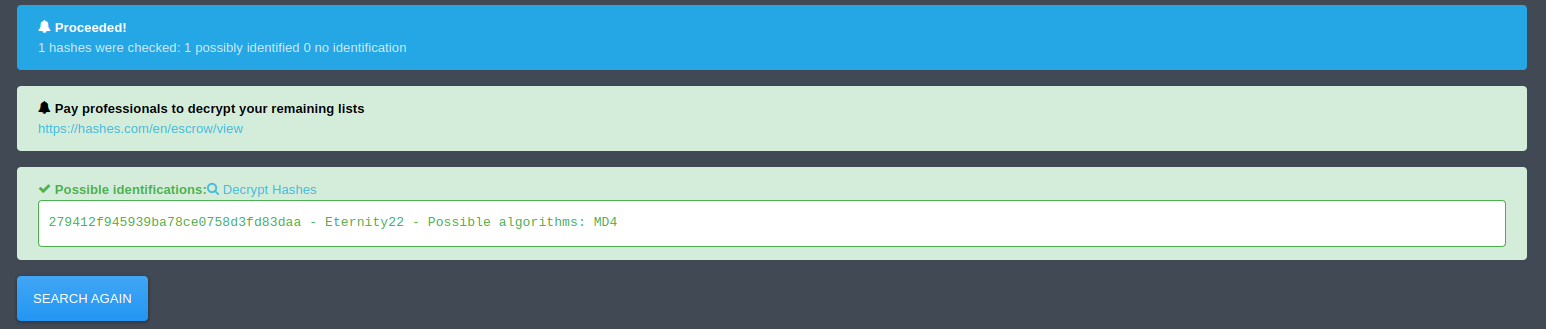 Proceeded!
1 hashes were checked: 1 possibly identified 0 no identification
Pay professionals to decrypt your remaining lists
https://hashes.com/en/escrow/view
Possible identifications: Decrypt Hashes
279412f945939ba78ce0758d3fd83daa - Eternity22 - Possible algorithms: MD4
SEARCH AGAIN